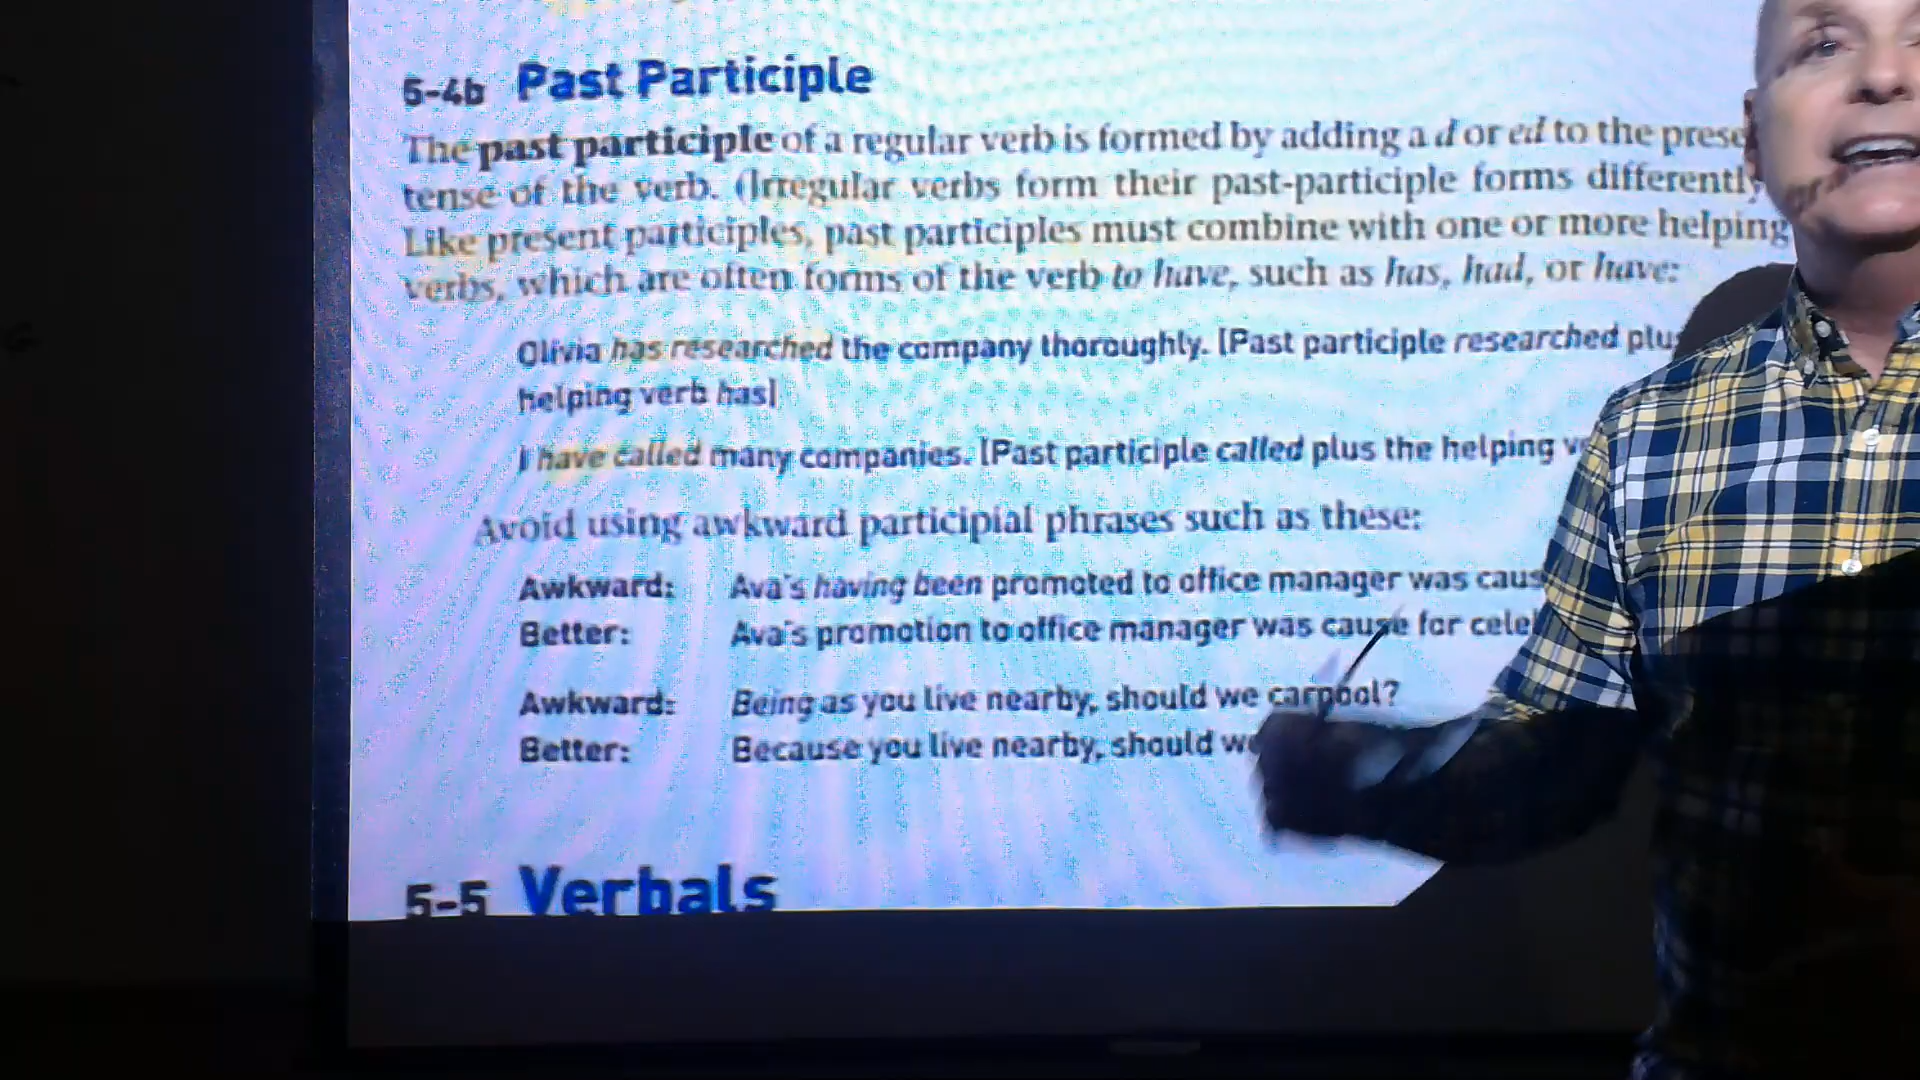 5-4b Past Participle
The past participle of a regular verb is formed by adding a d or ed to the prese
tense of the verb. (Irregular verbs form their past-participle forms differently
Like present participles, past participles must combine with one or more helping
verbs, which are often forms of the verb to have, such as has, had, or have:
Olivia has researched the company thoroughly. [Past participle researched plus
helping verb has]
I have called many companies. [Past participle called plus the helping ve
Avoid using awkward participial phrases such as these:
Awkward: Ava's having been promoted to office manager was caus
Better: Ava's promotion to office manager was cause for celeb
Awkward: Being as you live nearby, should we carpool?
Better: Because you live nearby, should we
5-5 Verbals